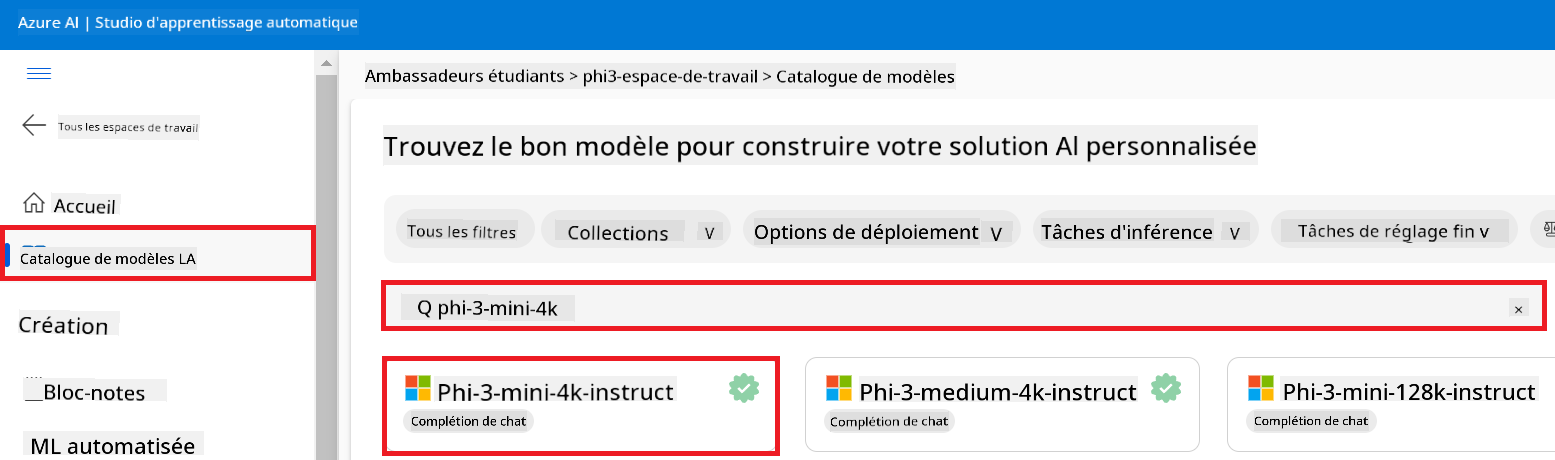 Azure AI | Studio d'apprentissage automatique
Tous les espaces de travail
Accueil
Catalogue de modèles LA
Création
__Bloc-notes
ML automatisée
Ambassadeurs étudiants > phi3-espace-de-travail > Catalogue de modèles
Trouvez le bon modèle pour construire votre solution AI personnalisée
Tous les filtres Collections V Options de déploiement V Tâches d'inférence V Tâches de réglage fin v
Q phi-3-mini-4k ×
Phi-3-mini-4k-instruct
Complétion de chat
Phi-3-medium-4k-instruct
Complétion de chat
Phi-3-mini-128k-instruct
Complétion de chat